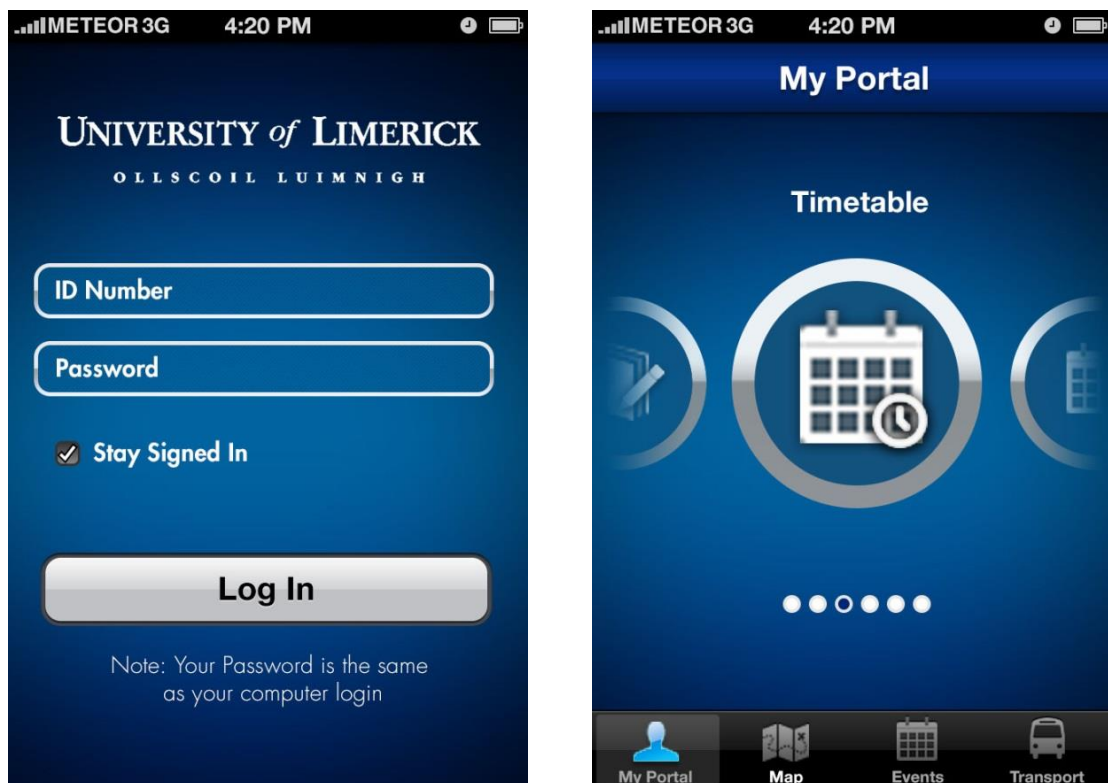 METEOR 3G 4:20 PM
UNIVERSITY of LIMERICK
OLLSCOIL LUIMNIGH
ID Number
Password
Stay Signed In
Log In
Note: Your Password is the same
as your computer login
METEOR 3G 4:20 PM
My Portal
Timetable
My Portal Map Events Transport